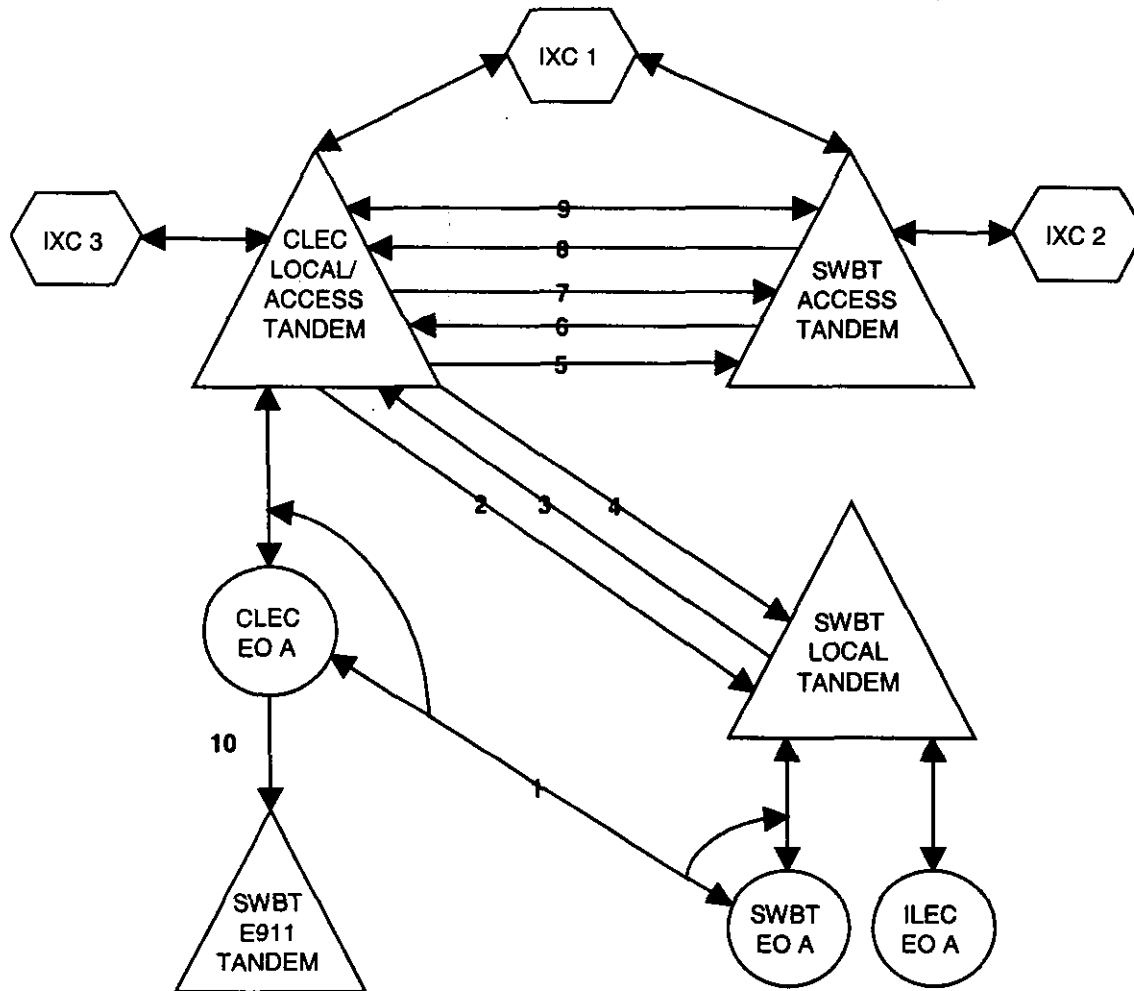 IXC 1
IXC 3
CLEC
LOCAL/
ACCESS
TANDEM
9
8
7
6
5
SWBT
ACCESS
TANDEM
IXC 2
2
3
4
CLEC
EO A
SWBT
LOCAL
TANDEM
10
1
SWBT
E911
TANDEM
SWBT
EO A
ILEC
EO A